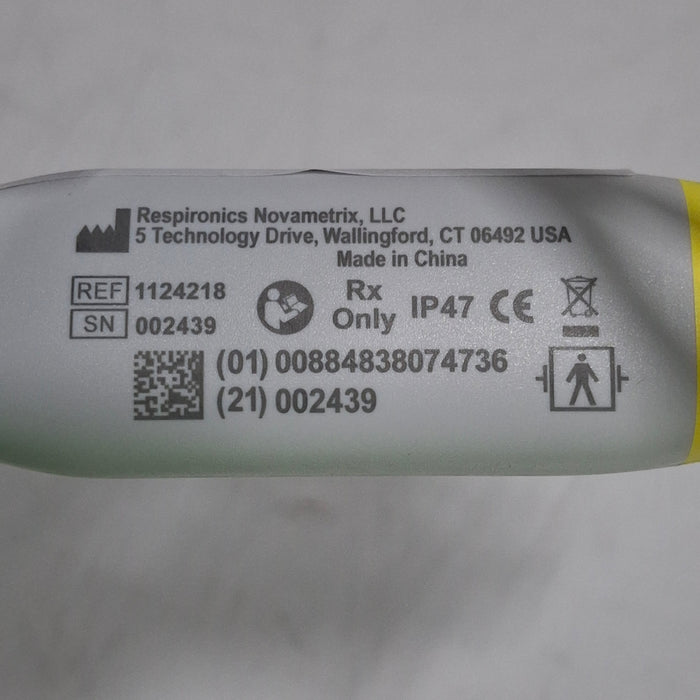 Respironics Novametrix, LLC
5 Technology Drive, Wallingford, CT 06492 USA
Made in China
REF 1124218
SN 002439
Rx
Only
IP47 CE
(01) 00884838074736
(21) 002439